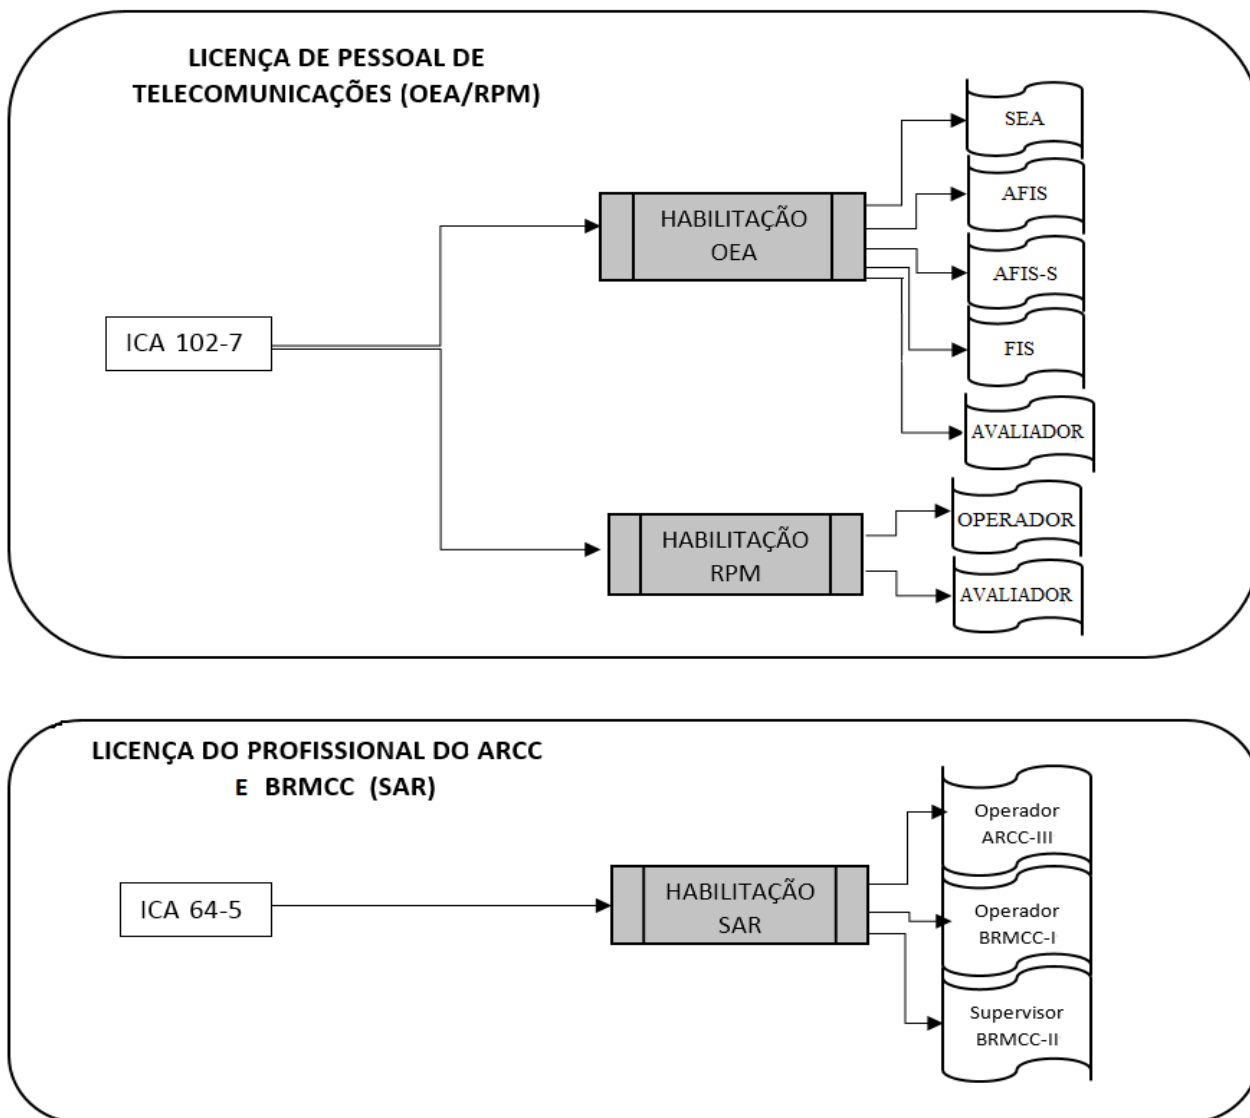 LICENÇA DE PESSOAL DE
TELECOMUNICAÇÕES (OEA/RPM)
SEA
HABILITAÇÃO
OEA
AFIS
AFIS-S
ICA 102-7
FIS
AVALIADOR
HABILITAÇÃO
RPM
OPERADOR
AVALIADOR
LICENÇA DO PROFISSIONAL DO ARCC
E BRMCC (SAR)
Operador
ARCC-III
ICA 64-5
HABILITAÇÃO
SAR
Operador
BRMCC-I
Supervisor
BRMCC-II